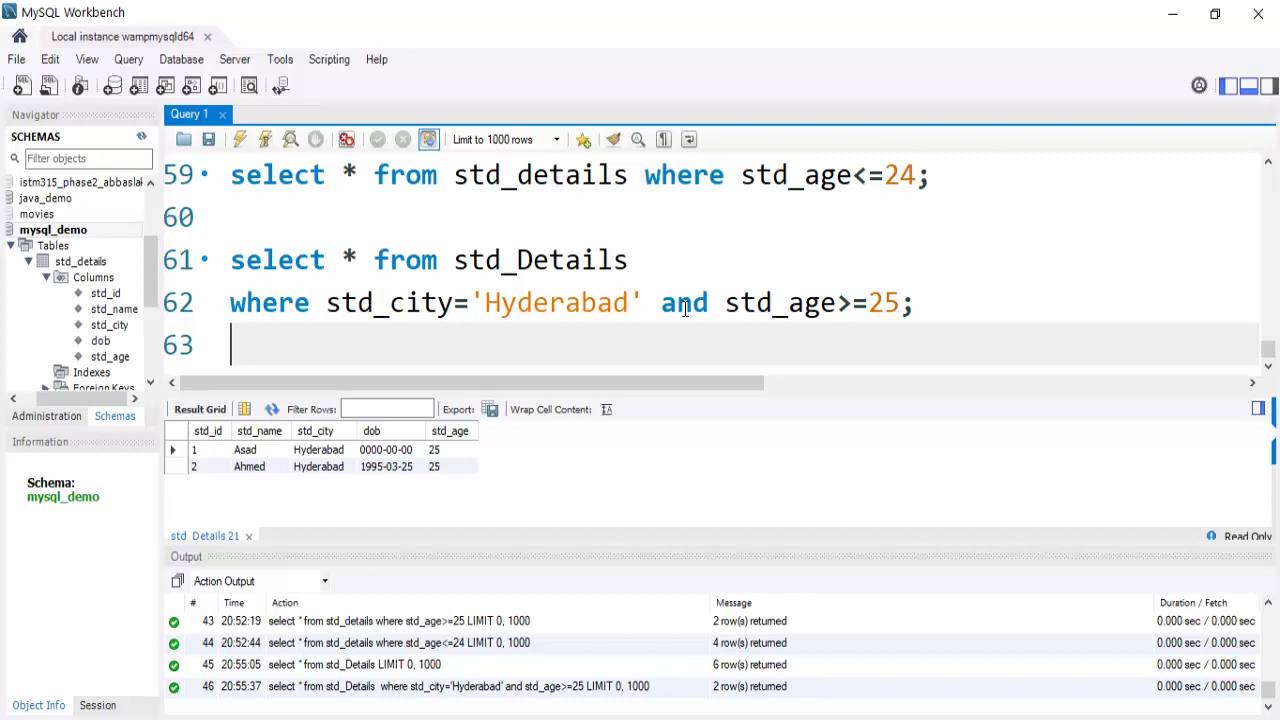 MySQL Workbench
Local instance wampmysqld64 ×
File Edit View Query Database Server Tools Scripting Help
Navigator
SCHEMAS
Filter objects
istm315_phase2_abbaslak
java_demo
movies
mysql_demo
Tables
std_details
Columns
std_id
std_name
std_city
dob
std_age
Indexes
Foreign Keys
Administration Schemas
Information
Schema:
mysql_demo
Object Info Session
Query 1 ×
Limit to 1000 rows
59 select * from std_details where std_age<=24;
60
61 select * from std_Details
62 where std_city='Hyderabad' and std_age>=25;
63
Result Grid Filter Rows: Export: Wrap Cell Content:
std_id std_name std_city dob std_age
1 Asad Hyderabad 0000-00-00 25
2 Ahmed Hyderabad 1995-03-25 25
std_Details 21 × Read Only
Output
Action Output
# Time Action Message Duration / Fetch
43 20:52:19 select * from std_details where std_age>=25 LIMIT 0, 1000 2 row(s) returned 0.000 sec / 0.000 sec
44 20:52:44 select * from std_details where std_age<=24 LIMIT 0, 1000 4 row(s) returned 0.000 sec / 0.000 sec
45 20:55:05 select * from std_Details LIMIT 0, 1000 6 row(s) returned 0.000 sec / 0.000 sec
46 20:55:37 select * from std_Details where std_city='Hyderabad' and std_age>=25 LIMIT 0, 1000 2 row(s) returned 0.000 sec / 0.000 sec